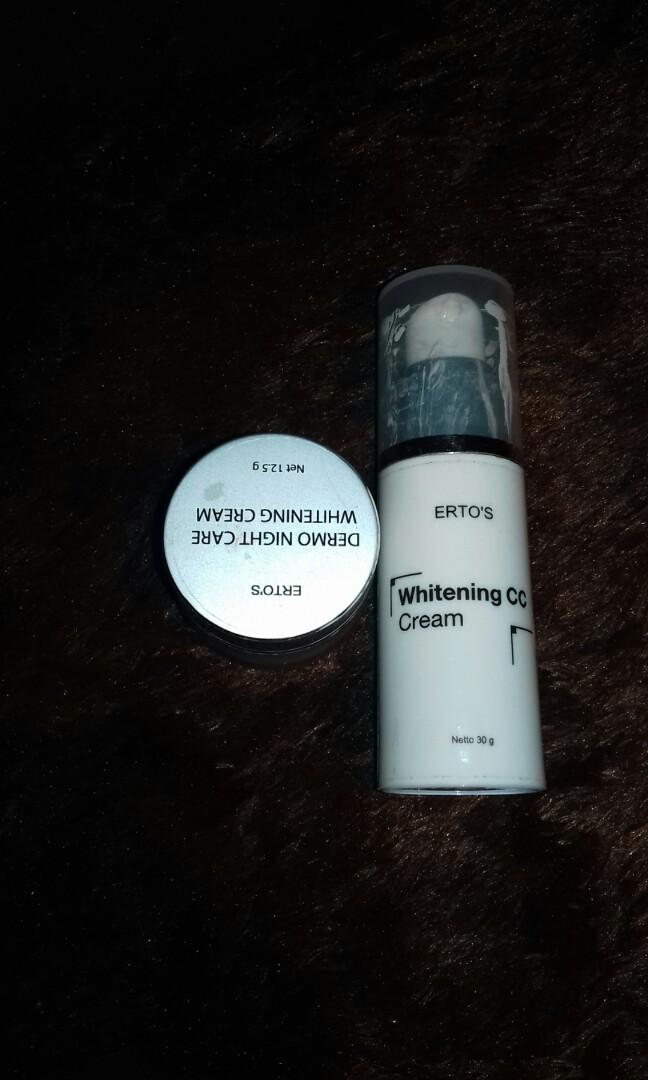 ERTO'S
DERMO NIGHT CARE
WHITENING CREAM
Net 12.5 g
ERTO'S
Whitening CC
Cream
Netto 30 g